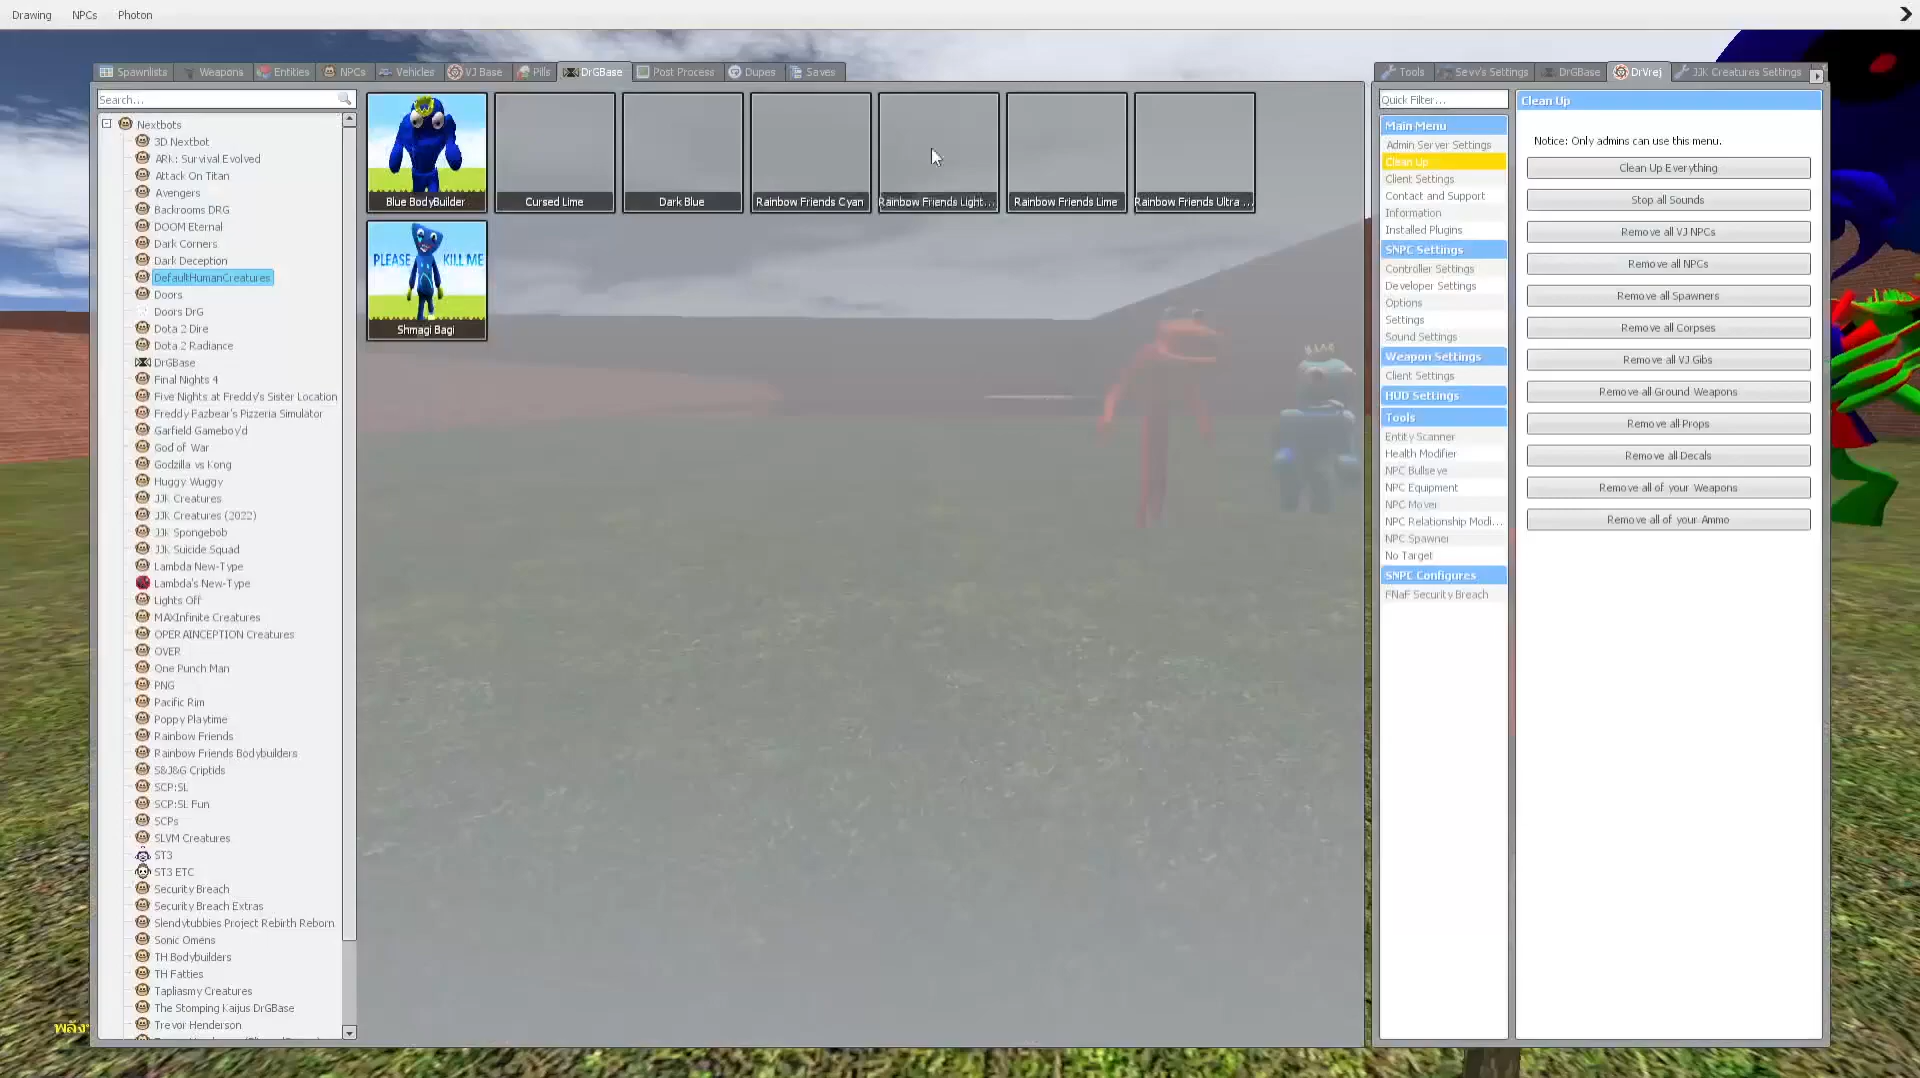 Drawing NPCs Photon
Spawnlists Weapons Entities NPCs Vehicles VJ Base Pills DrGBase Post Process Dupes Saves
Tools Sevv's Settings DrGBase DrVrej JJK Creatures Settings
Search...
Nextbots
3D Nextbot
ARK: Survival Evolved
Attack On Titan
Avengers
Backrooms DRG
DOOM Eternal
Dark Corners
Dark Deception
DefaultHumanCreatures
Doors
Doors DrG
Dota 2 Dire
Dota 2 Radiance
DrGBase
Final Nights 4
Five Nights at Freddy's Sister Location
Freddy Fazbear's Pizzeria Simulator
Garfield Gameboy'd
God of War
Godzilla vs Kong
Huggy Wuggy
JJK Creatures
JJK Creatures (2022)
JJK Spongebob
JJK Suicide Squad
Lambda New-Type
Lambda's New-Type
Lights Off
MAXInfinite Creatures
OPERAINCEPTION Creatures
OVER
One Punch Man
PNG
Pacific Rim
Poppy Playtime
Rainbow Friends
Rainbow Friends Bodybuilders
S&J&G Criptids
SCP:SL
SCP:SL Fun
SCPs
SLVM Creatures
ST3
ST3 ETC
Security Breach
Security Breach Extras
Slendytubbies Project Rebirth Reborn
Sonic Omens
TH Bodybuilders
TH Fatties
Tapliasmy Creatures
The Stomping Kaijus DrGBase
Trevor Henderson
Blue BodyBuilder
Cursed Lime
Dark Blue
Rainbow Friends Cyan
Rainbow Friends Light...
Rainbow Friends Lime
Rainbow Friends Ultra ...
PLEASE KILL ME
Shmagi Bagi
Quick Filter...
Main Menu
Admin Server Settings
Clean Up
Client Settings
Contact and Support
Information
Installed Plugins
SNPC Settings
Controller Settings
Developer Settings
Options
Settings
Sound Settings
Weapon Settings
Client Settings
HUD Settings
Tools
Entity Scanner
Health Modifier
NPC Bullseye
NPC Equipment
NPC Mover
NPC Relationship Modi...
NPC Spawner
No Target
SNPC Configures
FNaF Security Breach
Clean Up
Notice: Only admins can use this menu.
Clean Up Everything
Stop all Sounds
Remove all VJ NPCs
Remove all NPCs
Remove all Spawners
Remove all Corpses
Remove all VJ Gibs
Remove all Ground Weapons
Remove all Props
Remove all Decals
Remove all of your Weapons
Remove all of your Ammo